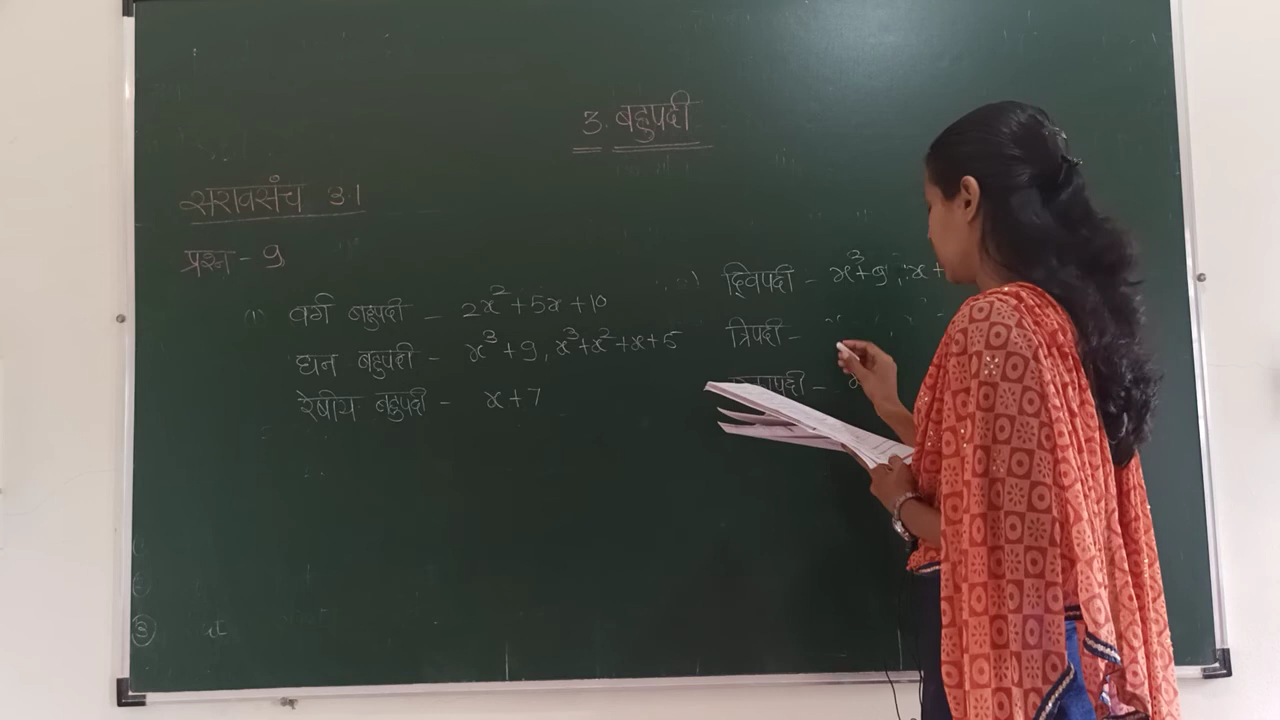 3. बहुपदी
सरावसंच 3.1
प्रश्न - 9
(1) वर्ग बहुपदी - 2x² + 5x + 10
घन बहुपदी - x³ + 9, x³ + x² + x + 5
रेषीय बहुपदी - x + 7
द्विपदी - x³ + 9, x +
त्रिपदी -